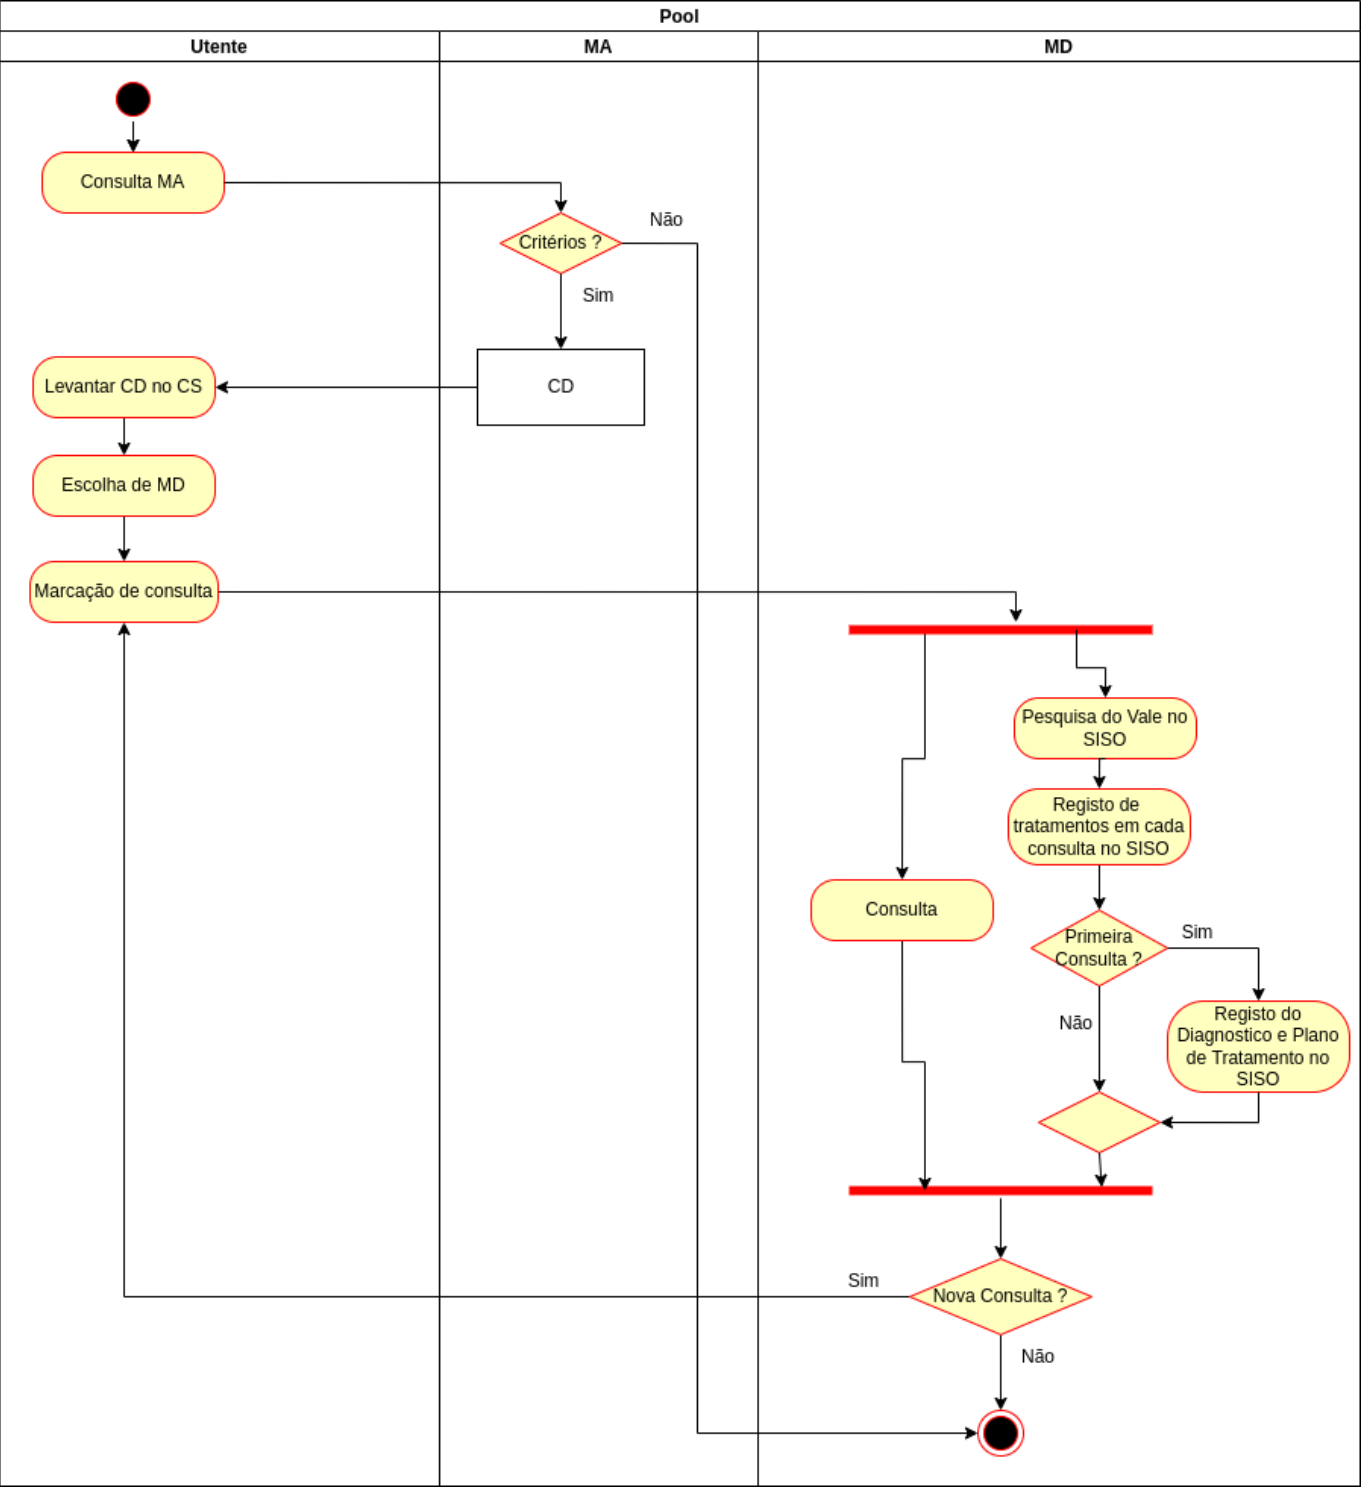 Pool
Utente
MA
MD
Consulta MA
Critérios ?
Não
Sim
CD
Levantar CD no CS
Escolha de MD
Marcação de consulta
Pesquisa do Vale no
SISO
Registo de
tratamentos em cada
consulta no SISO
Consulta
Primeira
Consulta ?
Sim
Não
Registo do
Diagnostico e Plano
de Tratamento no
SISO
Sim
Nova Consulta ?
Não